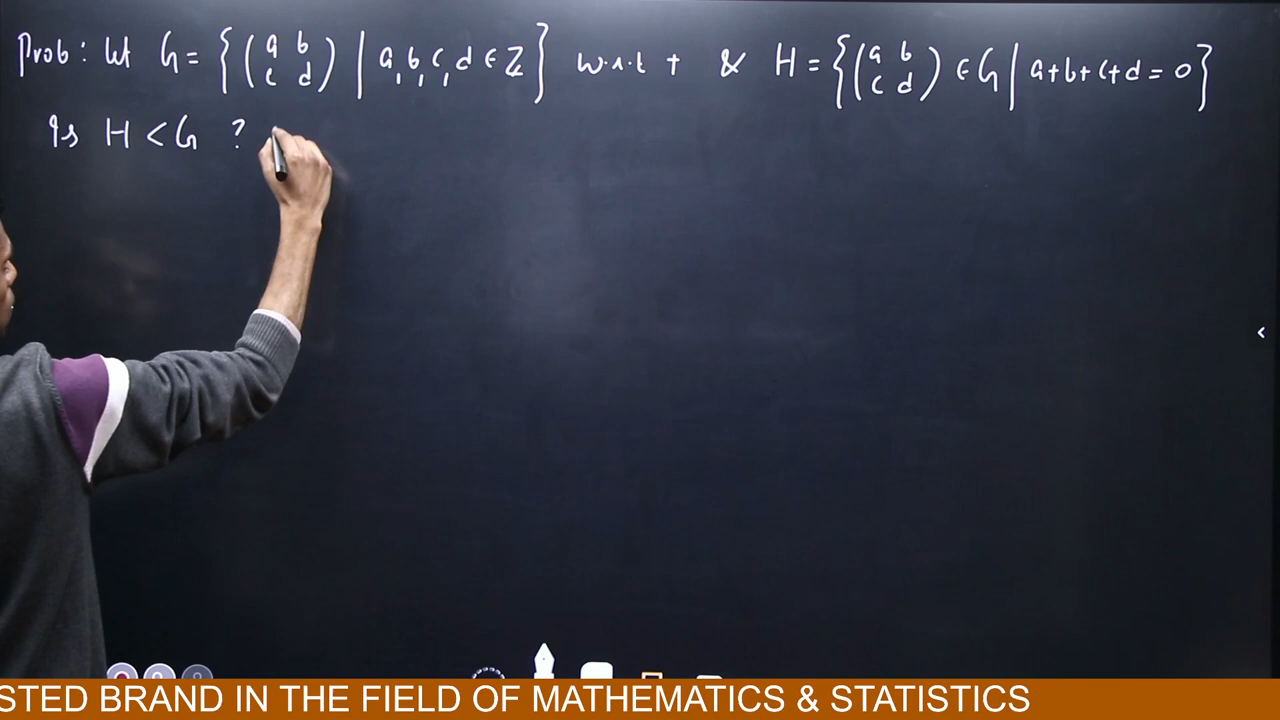 Prob: Let G = {(a b c d) | a, b, c, d ∈ ℤ} w.r.t + & H = {(a b c d) ∈ G | a+b+c+d = 0}
Is H < G ?
STED BRAND IN THE FIELD OF MATHEMATICS & STATISTICS